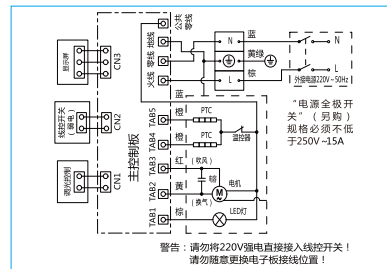 公共零线
地线
零线
火线
显示屏
CN3
线控开关（弱电）
CN2
调光控制
CN1
主控制板
TAB5
TAB4
TAB3
TAB2
TAB1
蓝
橙
橙
红
黄
棕
蓝
黄绿
棕
N
L
N
L
外接电源220V～50Hz
PTC
PTC
温控器
(吹风)
(换气)
M
电机
LED灯
“电源全极开
关”（另购）
规格必须不低
于250V~15A
警告：请勿将220V强电直接接入线控开关！
请勿随意更换电子板接线位置！